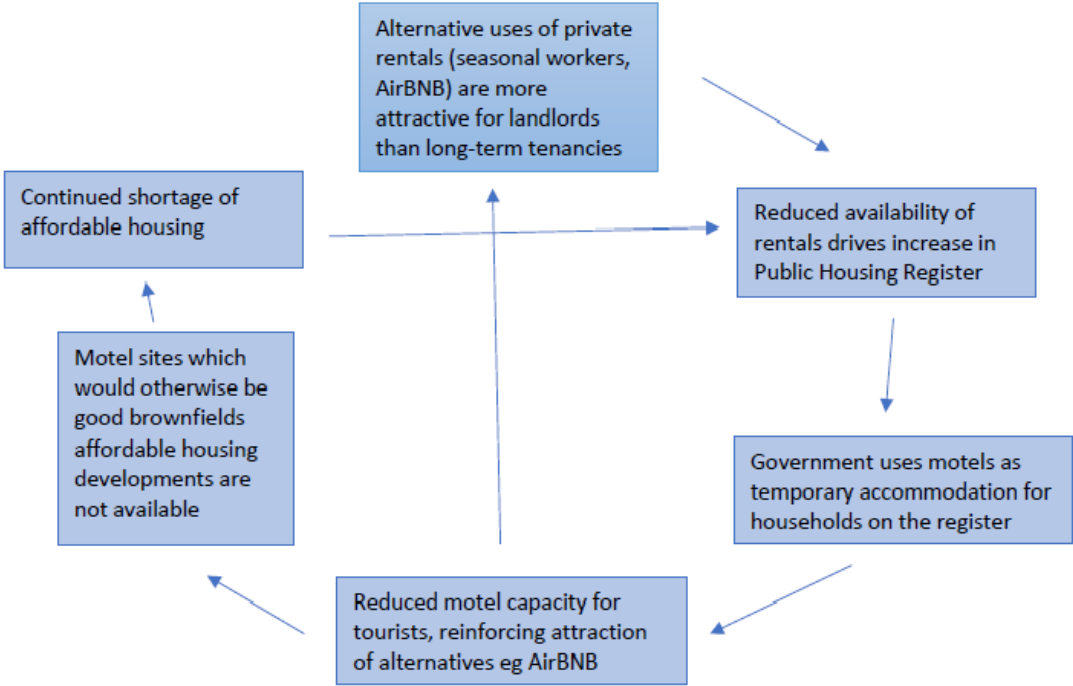 Alternative uses of private
rentals (seasonal workers,
AirBNB) are more
attractive for landlords
than long-term tenancies
Continued shortage of
affordable housing
Reduced availability of
rentals drives increase in
Public Housing Register
Motel sites which
would otherwise be
good brownfields
affordable housing
developments are
not available
Government uses motels as
temporary accommodation for
households on the register
Reduced motel capacity for
tourists, reinforcing attraction
of alternatives eg AirBNB